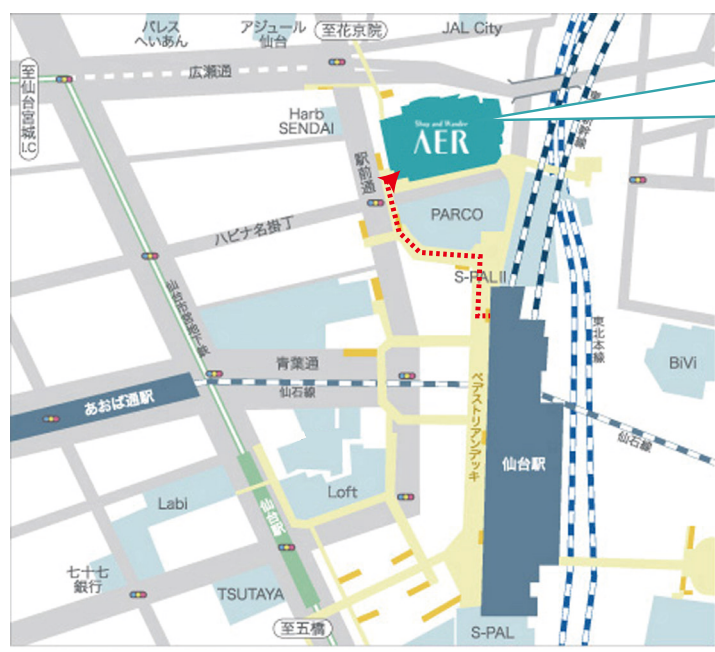 パレス
へいあん
アジュール
仙台
至花京院
JAL City
広瀬通
至仙台宮城I.C
Harb
SENDAI
Shop and Wonder
AER
駅前通
PARCO
ハピナ名掛丁
S-PALII
仙台市営地下鉄
東北本線
青葉通
BiVi
仙石線
あおば通駅
ペデストリアンデッキ
仙台駅
仙石線
Loft
Labi
仙台駅
七十七
銀行
TSUTAYA
至五橋
S-PAL